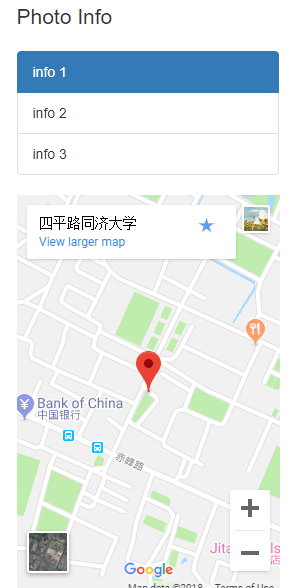 Photo Info
info 1
info 2
info 3
四平路同济大学
View larger map
Bank of China
中国银行
赤峰路
Google
Map data ©2018
Terms of Use